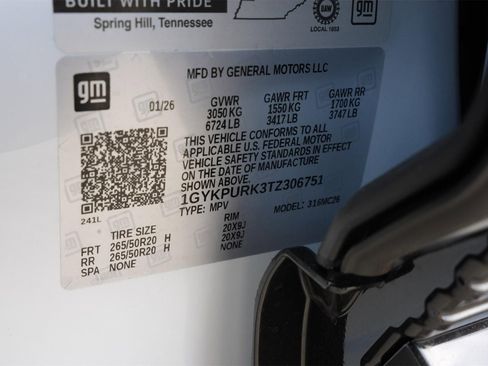 BUILT WITH PRIDE
Spring Hill, Tennessee
LOCAL 1853
gm
gm
MFD BY GENERAL MOTORS LLC
01/26 GVWR GAWR FRT GAWR RR
3050 KG 1550 KG 1700 KG
6724 LB 3417 LB 3747 LB
THIS VEHICLE CONFORMS TO ALL
APPLICABLE U.S. FEDERAL MOTOR
VEHICLE SAFETY STANDARDS IN EFFECT
ON THE DATE OF MANUFACTURE SHOWN ABOVE
1GYKPURK3TZ306751
TYPE: MPV MODEL: 316MC26
241L
TIRE SIZE RIM
FRT 265/50R20 H 20X9J
RR 265/50R20 H 20X9J
SPA NONE NONE